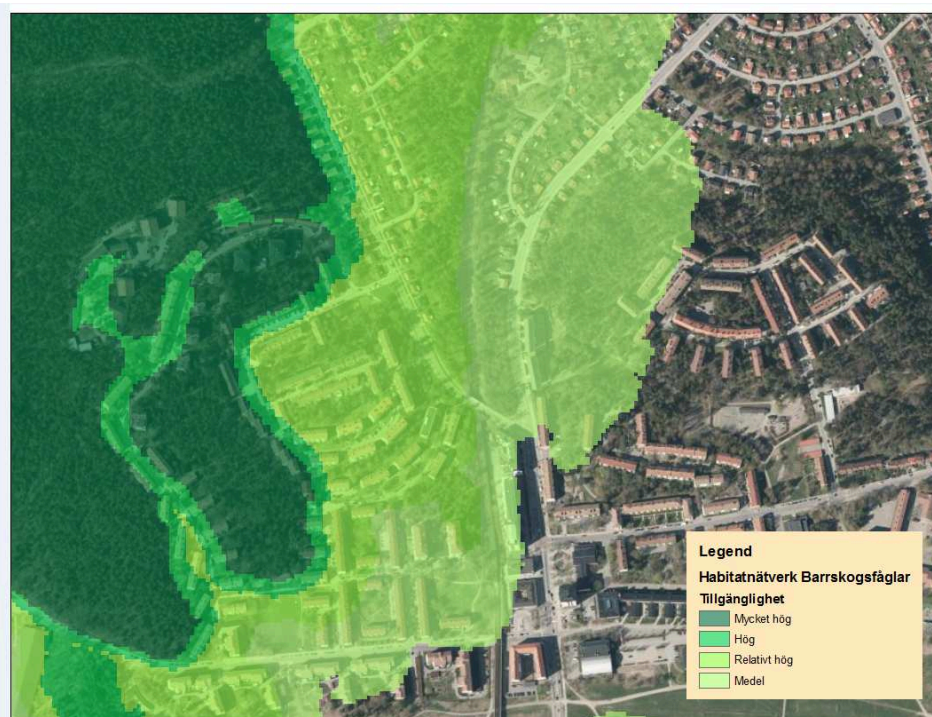 Legend
Habitatnätverk Barrskogsfåglar
Tillgänglighet
Mycket hög
Hög
Relativt hög
Medel